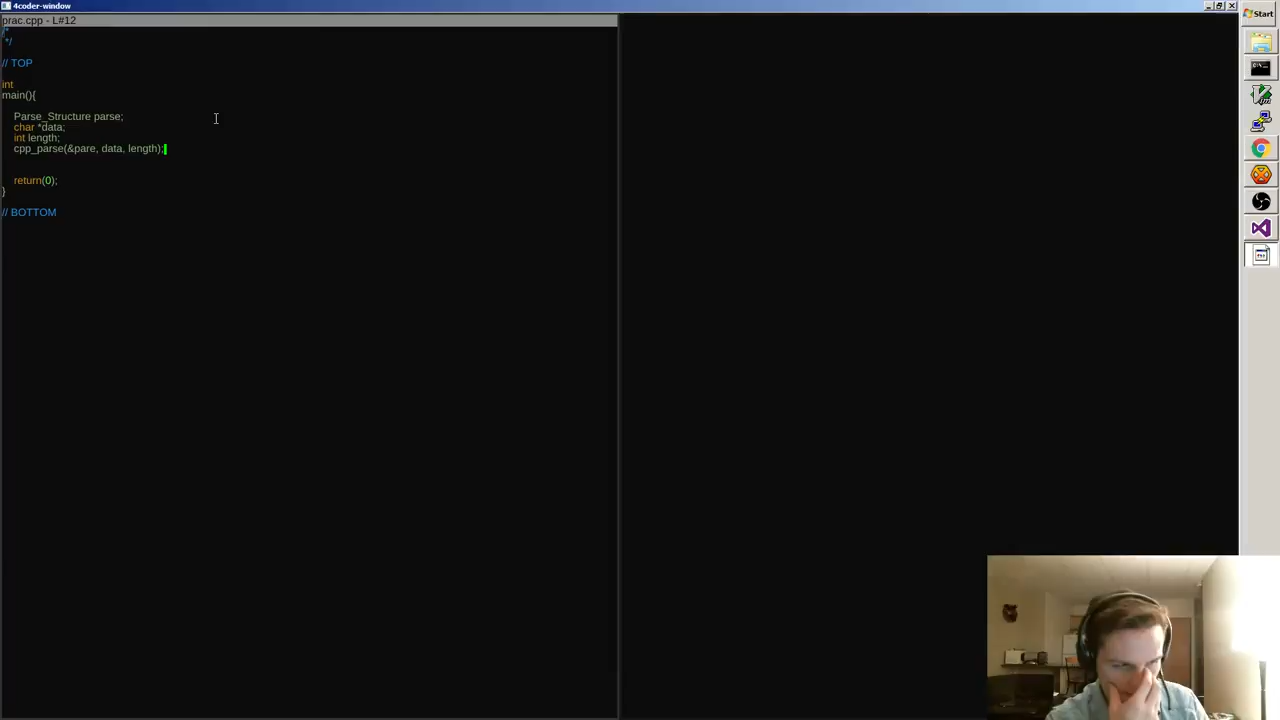 4coder-window
Start
prac.cpp - L#12
/*
*/
// TOP
int
main(){
Parse_Structure parse;
char *data;
int length;
cpp_parse(&pare, data, length);
return(0);
}
// BOTTOM